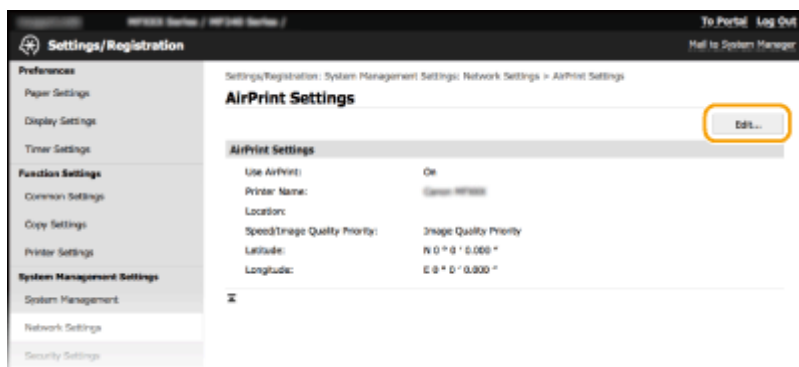 To Portal Log Out
Settings/Registration
Mail to System Manager
Preferences
Paper Settings
Display Settings
Timer Settings
Function Settings
Common Settings
Copy Settings
Printer Settings
System Management Settings
System Management
Network Settings
Security Settings
Settings/Registration: System Management Settings: Network Settings > AirPrint Settings
AirPrint Settings
Edit...
AirPrint Settings
Use AirPrint: On
Printer Name:
Location:
Speed/Image Quality Priority: Image Quality Priority
Latitude: N 0 ° 0 ' 0.000 "
Longitude: E 0 ° 0 ' 0.000 "